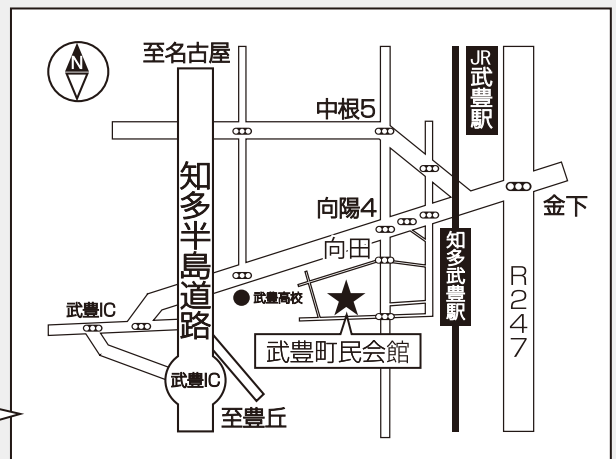 N
至名古屋
JR武豊駅
中根5
知多半島道路
向陽4
金下
向田
知多武豊駅
R247
武豊IC
武豊高校
武豊町民会館
武豊IC
至豊丘